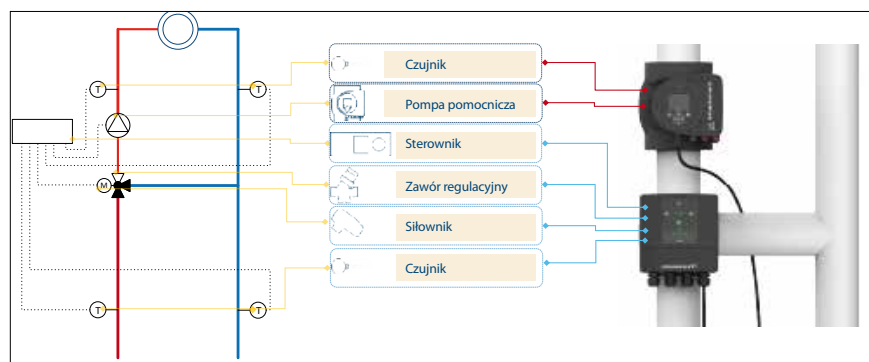 T
T
Czujnik
Pompa pomocnicza
Sterownik
Zawór regulacyjny
M
Siłownik
Czujnik
T
T